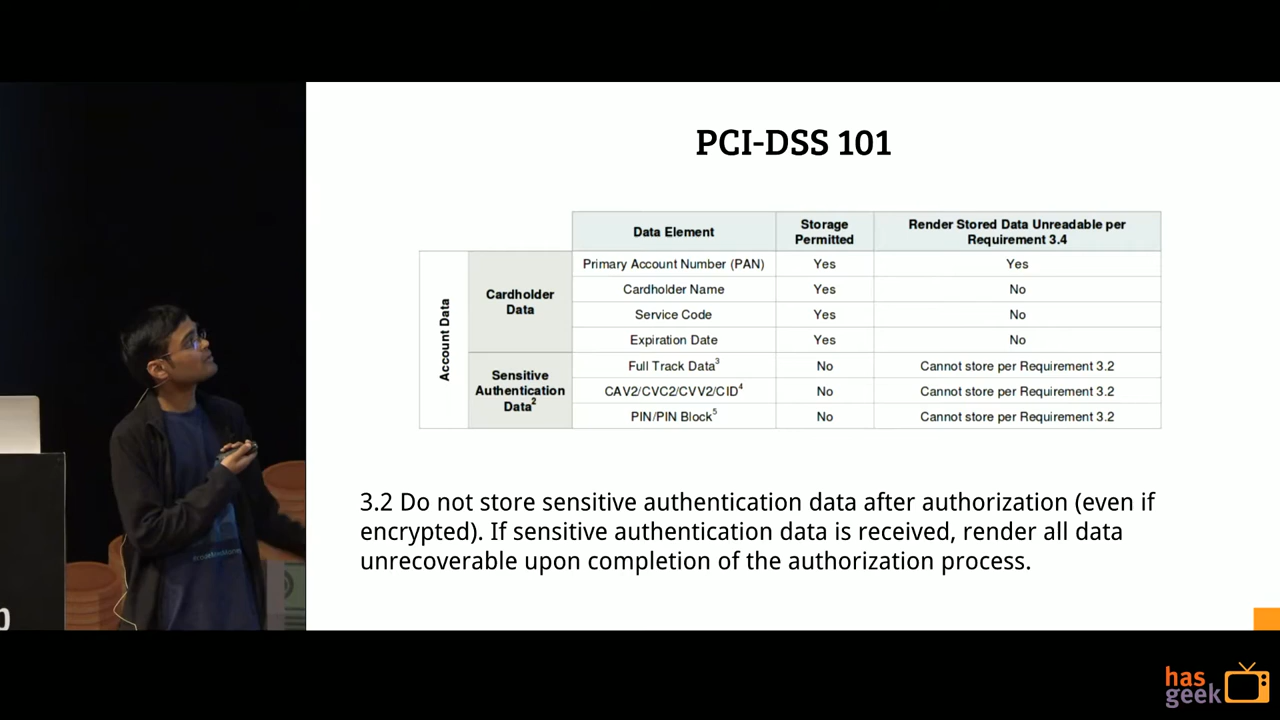 PCI-DSS 101
Data Element Storage Permitted Render Stored Data Unreadable per Requirement 3.4
Account Data
Cardholder Data
Primary Account Number (PAN) Yes Yes
Cardholder Name Yes No
Service Code Yes No
Expiration Date Yes No
Sensitive Authentication Data2
Full Track Data3 No Cannot store per Requirement 3.2
CAV2/CVC2/CVV2/CID4 No Cannot store per Requirement 3.2
PIN/PIN Block5 No Cannot store per Requirement 3.2
3.2 Do not store sensitive authentication data after authorization (even if
encrypted). If sensitive authentication data is received, render all data
unrecoverable upon completion of the authorization process.
has
geek